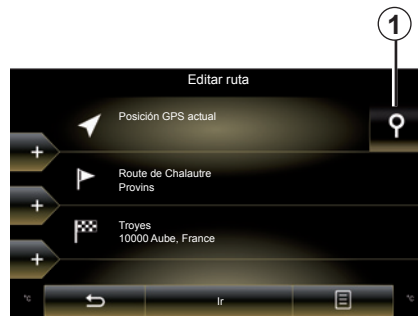 1
Editar ruta
Posición GPS actual
+
Route de Chalautre
Provins
+
Troyes
10000 Aube, France
+
°C
Ir
°C